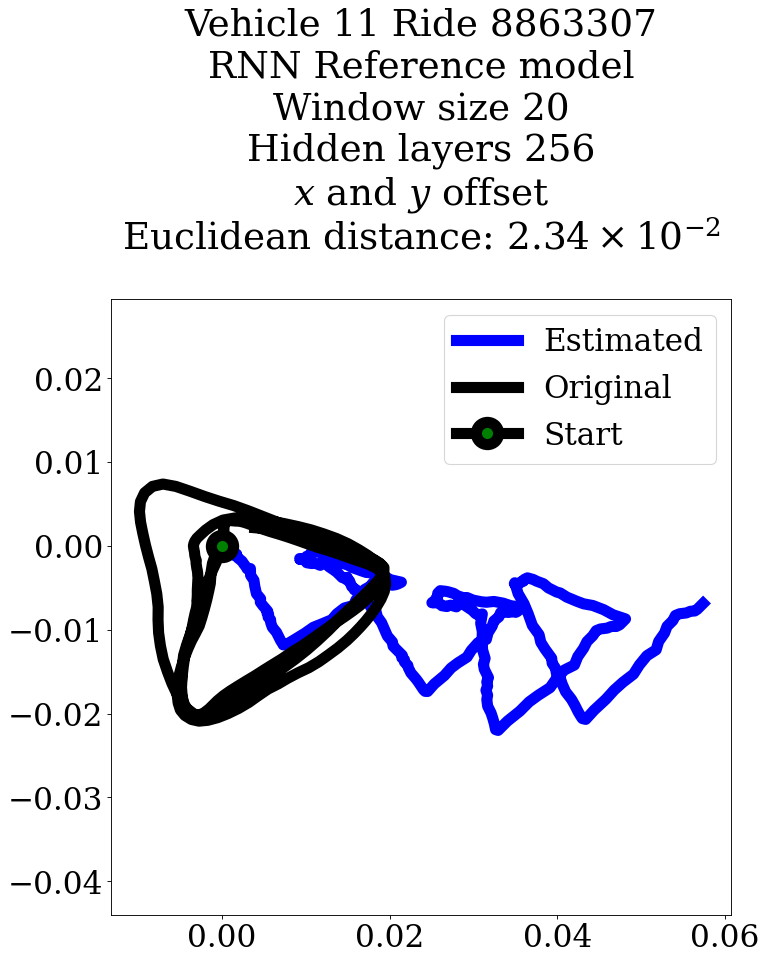 Vehicle 11 Ride 8863307
RNN Reference model
Window size 20
Hidden layers 256
x and y offset
Euclidean distance: 2.34 × 10⁻²
Estimated
Original
Start
0.02
0.01
0.00
−0.01
−0.02
−0.03
−0.04
0.00 0.02 0.04 0.06